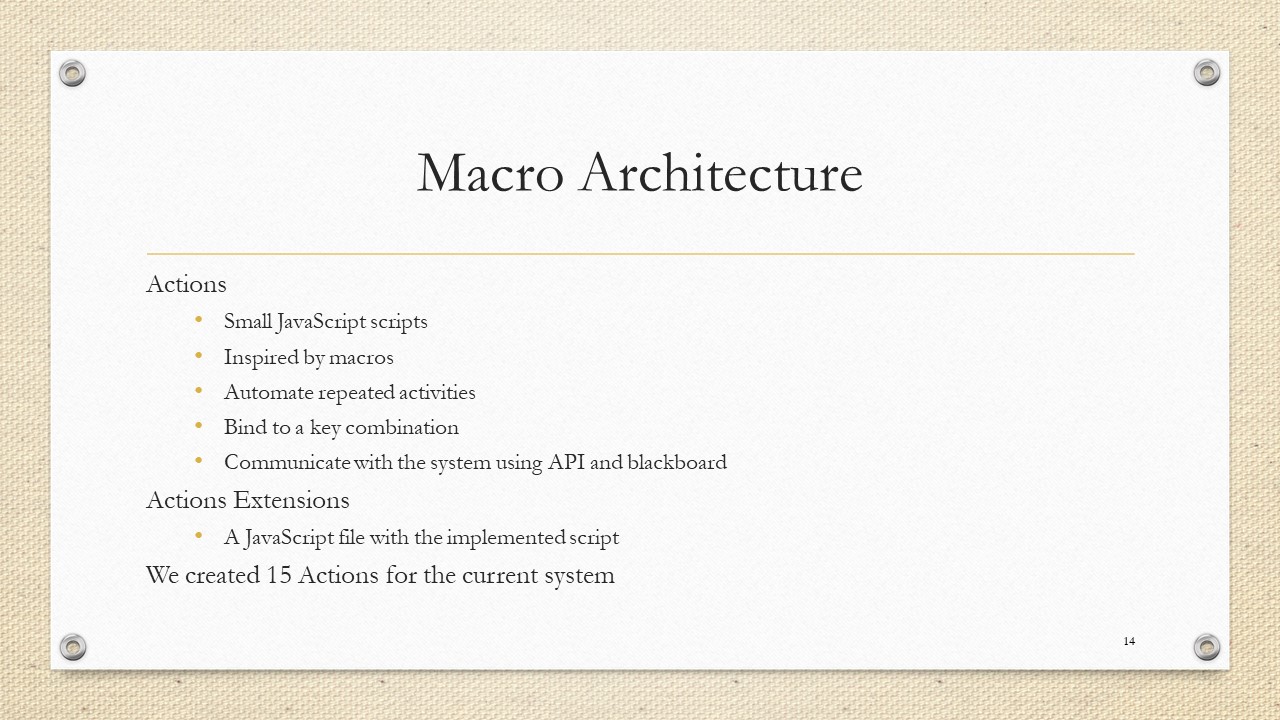 Macro Architecture
Actions
• Small JavaScript scripts
• Inspired by macros
• Automate repeated activities
• Bind to a key combination
• Communicate with the system using API and blackboard
Actions Extensions
• A JavaScript file with the implemented script
We created 15 Actions for the current system
14